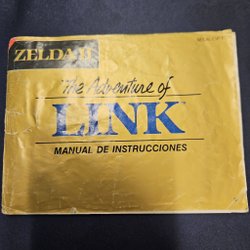 ZELDA II
The Adventure of
LINK
MANUAL DE INSTRUCCIONES